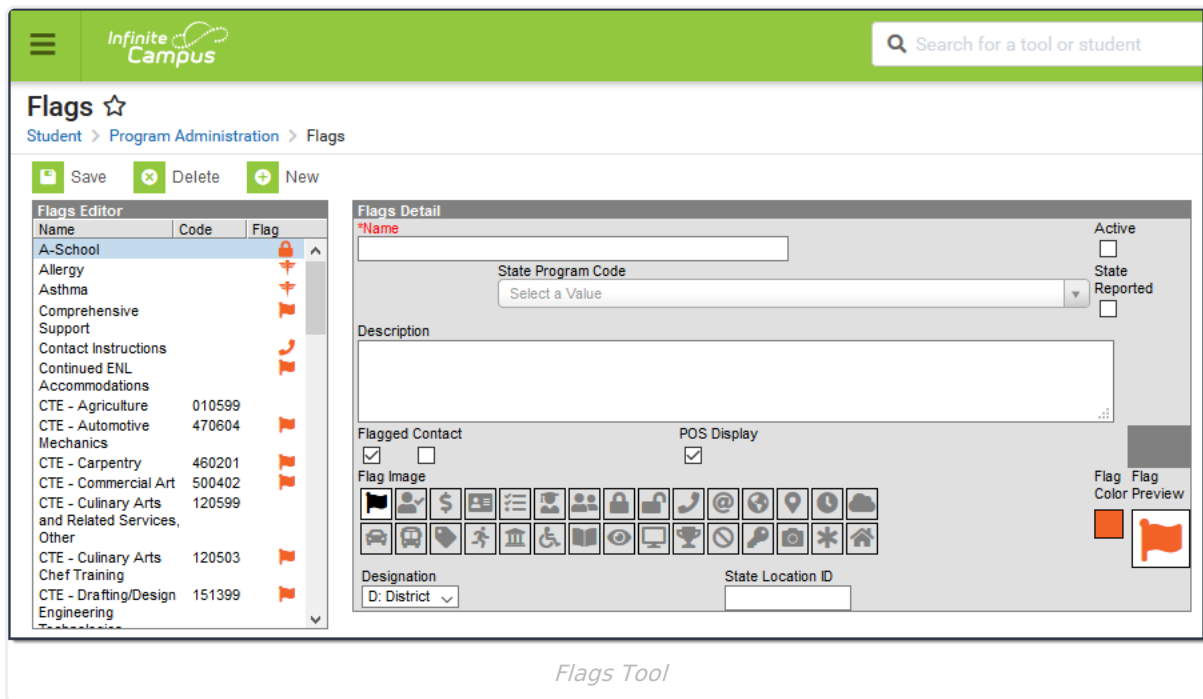 Infinite
Campus
Search for a tool or student
Flags
Student > Program Administration > Flags
Save Delete New
Flags Editor
Name Code Flag
A-School
Allergy
Asthma
Comprehensive
Support
Contact Instructions
Continued ENL
Accommodations
CTE - Agriculture 010599
CTE - Automotive 470604
Mechanics
CTE - Carpentry 460201
CTE - Commercial Art 500402
CTE - Culinary Arts 120599
and Related Services,
Other
CTE - Culinary Arts 120503
Chef Training
CTE - Drafting/Design 151399
Engineering
Flags Detail
*Name Active
State Program Code State
Select a Value Reported
Description
Flagged Contact POS Display
Flag Image Flag Flag
Color Preview
Designation State Location ID
D: District
Flags Tool